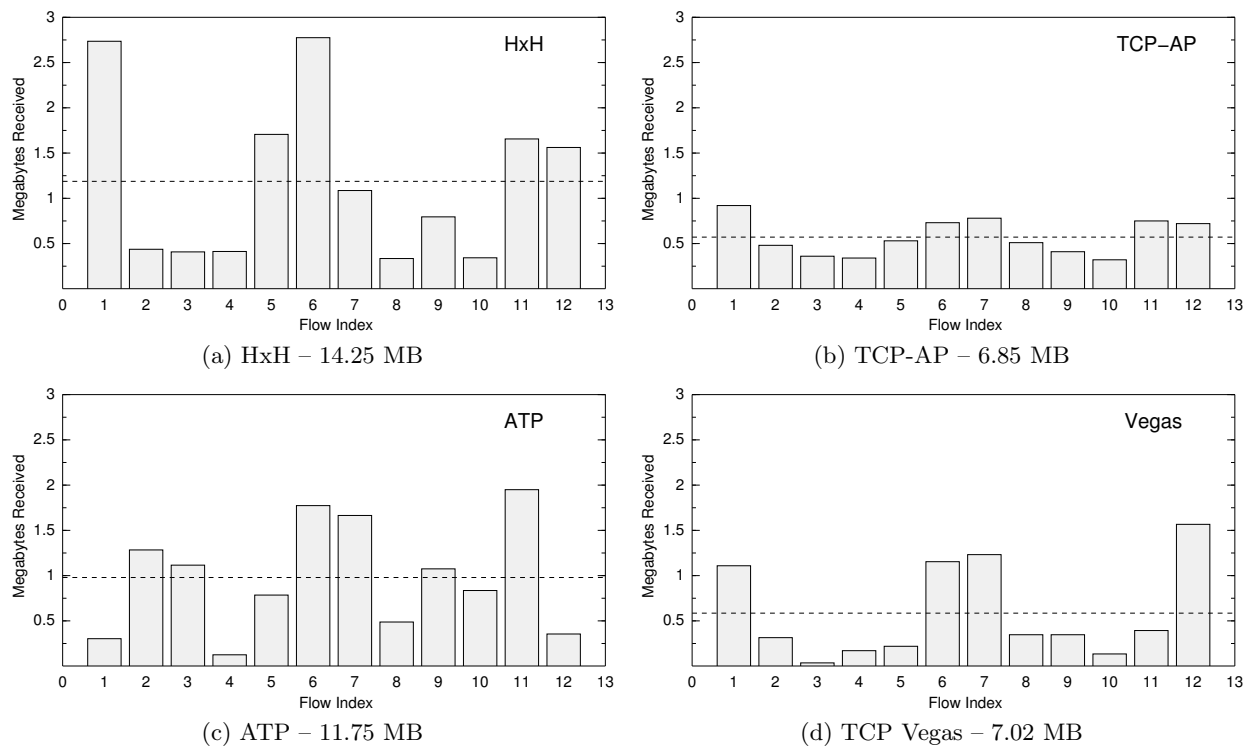 3
2.5
2
1.5
1
0.5
Megabytes Received
HxH
0 1 2 3 4 5 6 7 8 9 10 11 12 13
Flow Index
(a) HxH – 14.25 MB
3
2.5
2
1.5
1
0.5
Megabytes Received
TCP−AP
0 1 2 3 4 5 6 7 8 9 10 11 12 13
Flow Index
(b) TCP-AP – 6.85 MB
3
2.5
2
1.5
1
0.5
Megabytes Received
ATP
0 1 2 3 4 5 6 7 8 9 10 11 12 13
Flow Index
(c) ATP – 11.75 MB
3
2.5
2
1.5
1
0.5
Megabytes Received
Vegas
0 1 2 3 4 5 6 7 8 9 10 11 12 13
Flow Index
(d) TCP Vegas – 7.02 MB